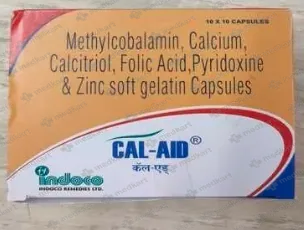 10 X 10 CAPSULES
Methylcobalamin, Calcium,
Calcitriol, Folic Acid,Pyridoxine
& Zinc soft gelatin Capsules
CAL-AID®
कॅल-एड्
indoco
INDOCO REMEDIES LTD.